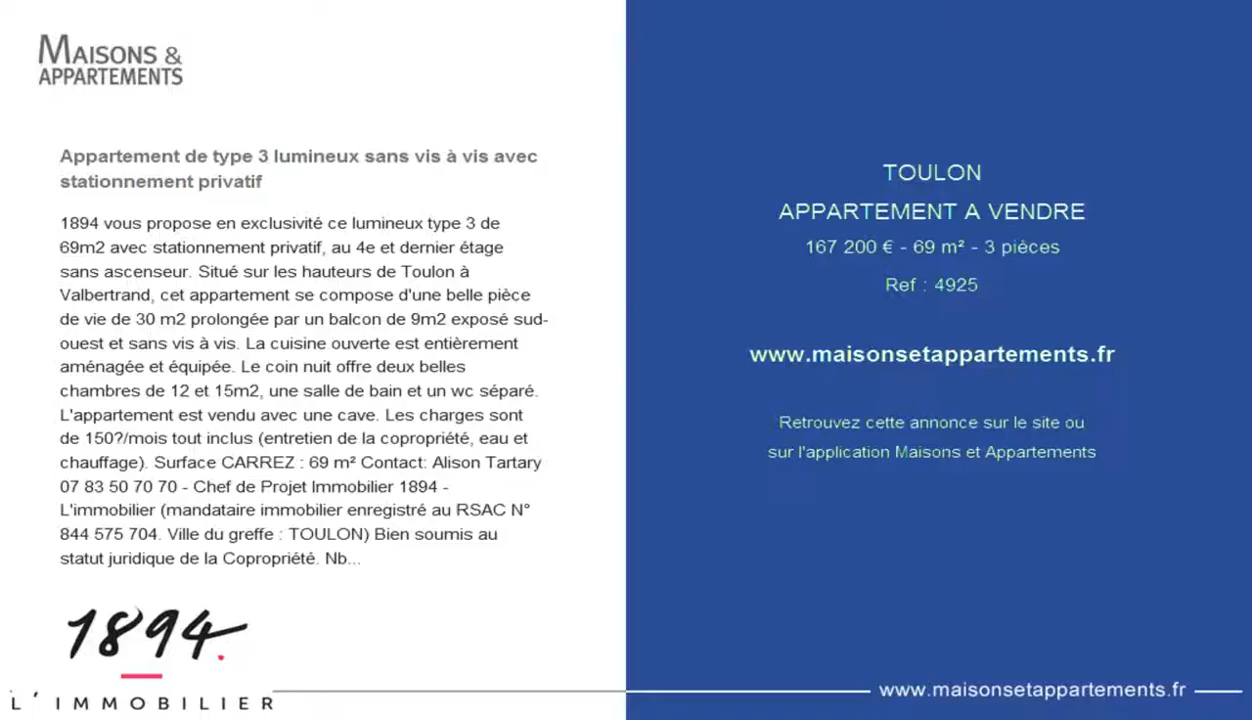 MAISONS &
APPARTEMENTS
Appartement de type 3 lumineux sans vis à vis avec
stationnement privatif
1894 vous propose en exclusivité ce lumineux type 3 de
69m2 avec stationnement privatif, au 4e et dernier étage
sans ascenseur. Situé sur les hauteurs de Toulon à
Valbertrand, cet appartement se compose d'une belle pièce
de vie de 30 m2 prolongée par un balcon de 9m2 exposé sud-
ouest et sans vis à vis. La cuisine ouverte est entièrement
aménagée et équipée. Le coin nuit offre deux belles
chambres de 12 et 15m2, une salle de bain et un wc séparé.
L'appartement est vendu avec une cave. Les charges sont
de 150?/mois tout inclus (entretien de la copropriété, eau et
chauffage). Surface CARREZ : 69 m² Contact: Alison Tartary
07 83 50 70 70 - Chef de Projet Immobilier 1894 -
L'immobilier (mandataire immobilier enregistré au RSAC N°
844 575 704. Ville du greffe : TOULON) Bien soumis au
statut juridique de la Copropriété. Nb...
1894.
L'IMMOBILIER
TOULON
APPARTEMENT A VENDRE
167 200 € - 69 m² - 3 pièces
Ref : 4925
www.maisonsetappartements.fr
Retrouvez cette annonce sur le site ou
sur l'application Maisons et Appartements
www.maisonsetappartements.fr